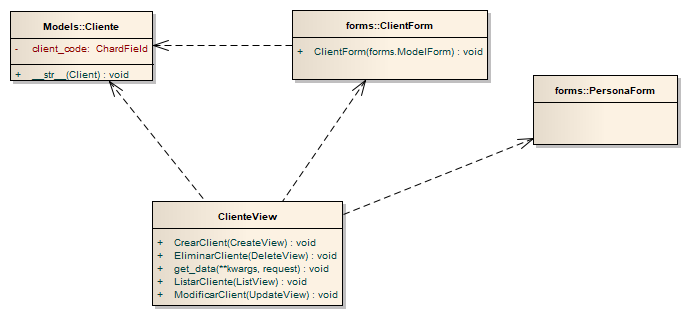 Models::Cliente
- client_code: ChardField
+ __str__(Client) : void
forms::ClientForm
+ ClientForm(forms.ModelForm) : void
forms::PersonaForm
ClienteView
+ CrearClient(CreateView) : void
+ EliminarCliente(DeleteView) : void
+ get_data(**kwargs, request) : void
+ ListarCliente(ListView) : void
+ ModificarClient(UpdateView) : void